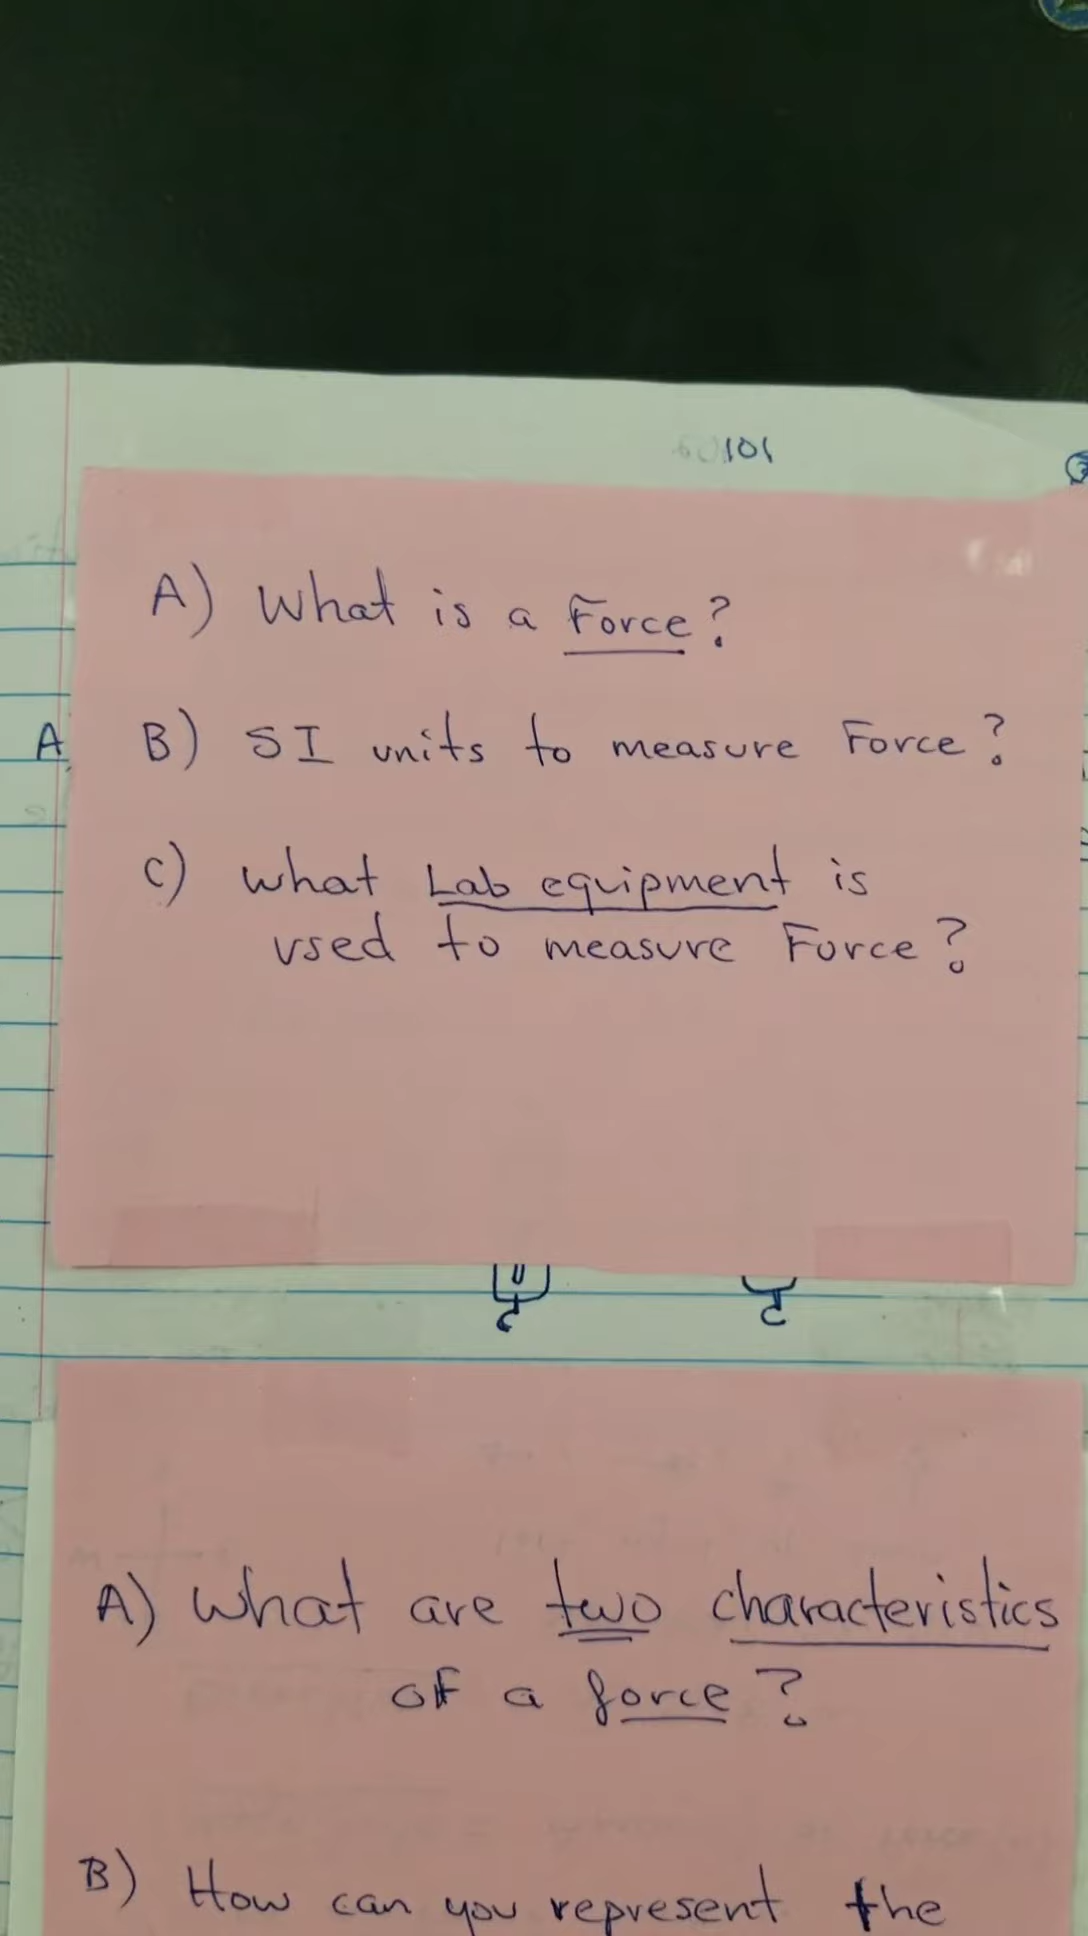 101
A) What is a Force?
A B) SI units to measure Force?
C) what Lab equipment is
used to measure Force?
A) What are two characteristics
of a force?
B) How can you represent the